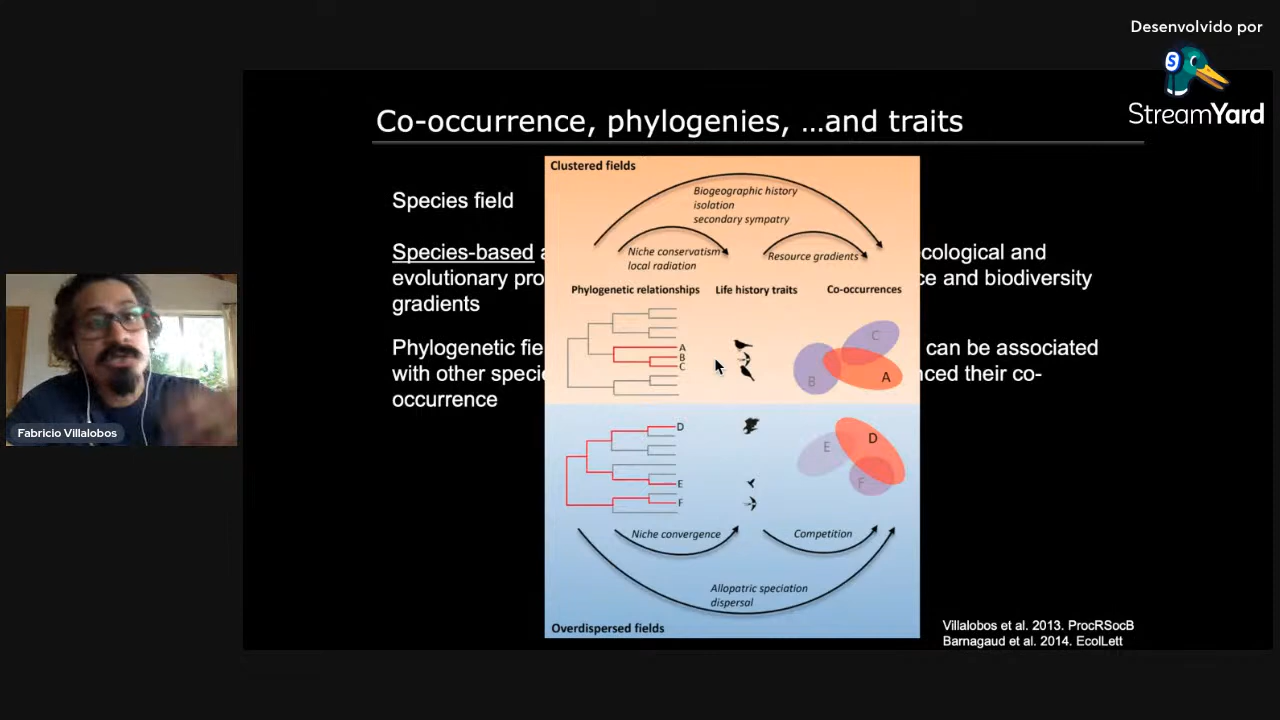 Desenvolvido por
StreamYard
Co-occurrence, phylogenies, …and traits
Species field
Species-based
evolutionary pro
gradients
cological and
ce and biodiversity
Phylogenetic fie
with other specie
occurrence
can be associated
nced their co-
Clustered fields
Biogeographic history
isolation
secondary sympatry
Niche conservatism
local radiation
Resource gradients
Phylogenetic relationships
Life history traits
Co-occurrences
A
B
C
C
B
A
D
E
F
E
D
F
Niche convergence
Competition
Allopatric speciation
dispersal
Overdispersed fields
Fabricio Villalobos
Villalobos et al. 2013. ProcRSocB
Barnagaud et al. 2014. EcolLett